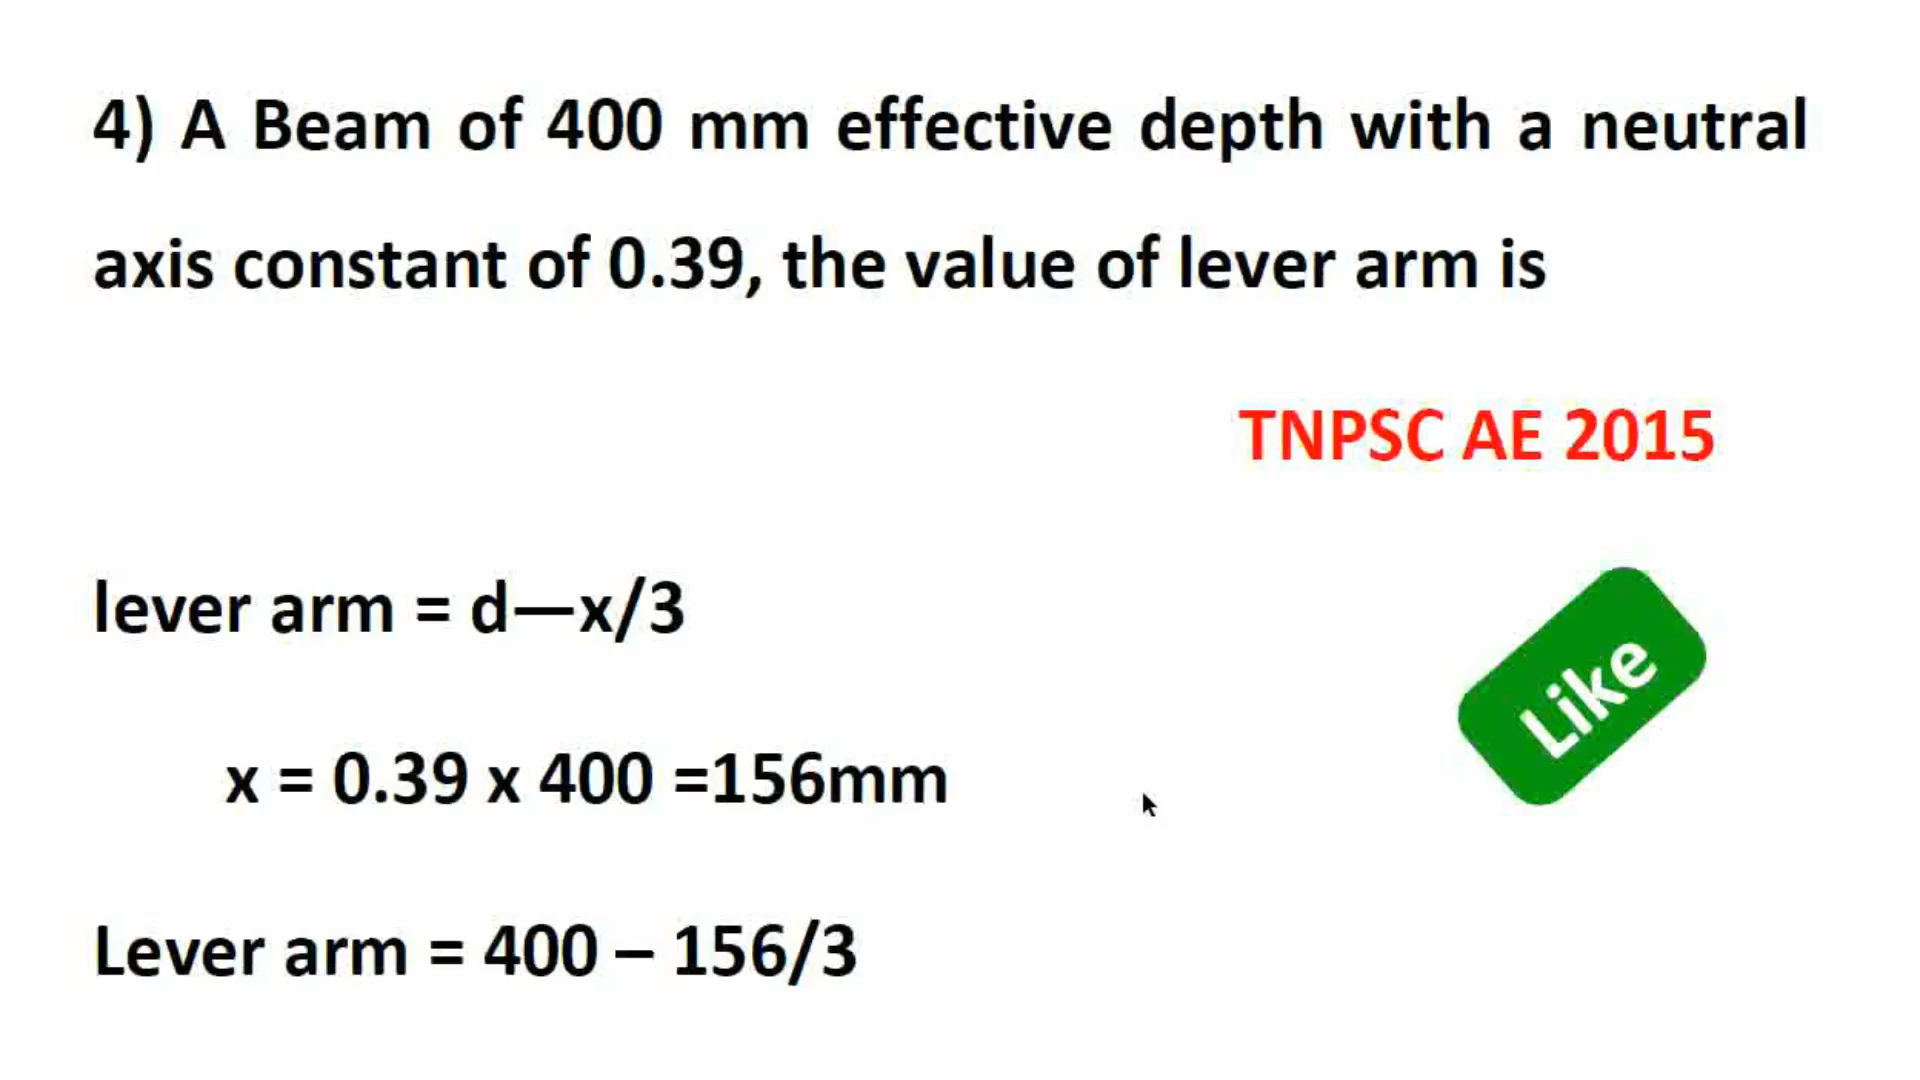 4) A Beam of 400 mm effective depth with a neutral
axis constant of 0.39, the value of lever arm is
TNPSC AE 2015
lever arm = d—x/3
Like
x = 0.39 x 400 =156mm
Lever arm = 400 – 156/3